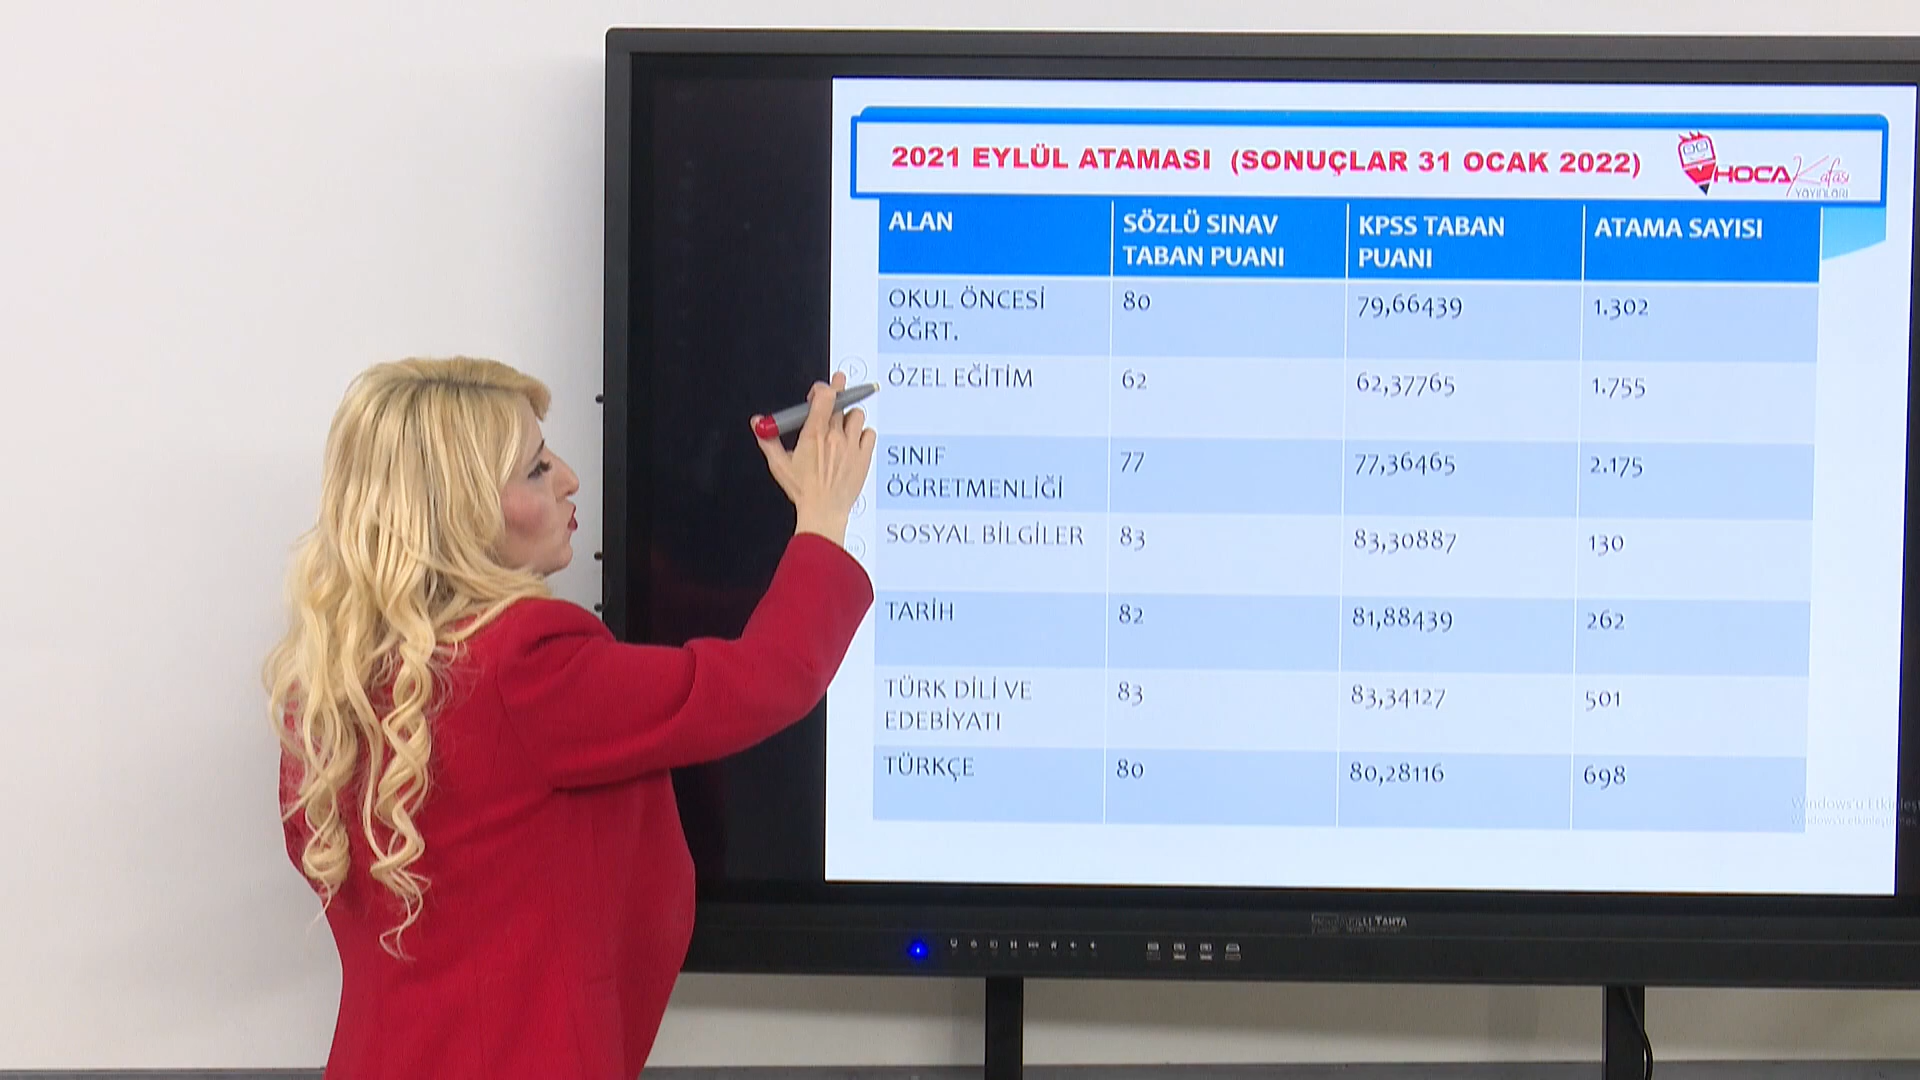 2021 EYLÜL ATAMASI (SONUÇLAR 31 OCAK 2022)
HOCA Kafası
YAYINLARI
ALAN
SÖZLÜ SINAV
TABAN PUANI
KPSS TABAN
PUANI
ATAMA SAYISI
OKUL ÖNCESİ
ÖĞRT.
80
79,66439
1.302
ÖZEL EĞİTİM
62
62,37765
1.755
SINIF
ÖĞRETMENLİĞİ
77
77,36465
2.175
SOSYAL BİLGİLER
83
83,30887
130
TARİH
82
81,88439
262
TÜRK DİLİ VE
EDEBİYATI
83
83,34127
501
TÜRKÇE
80
80,28116
698
Windows'u
Windows'u
TAHTA